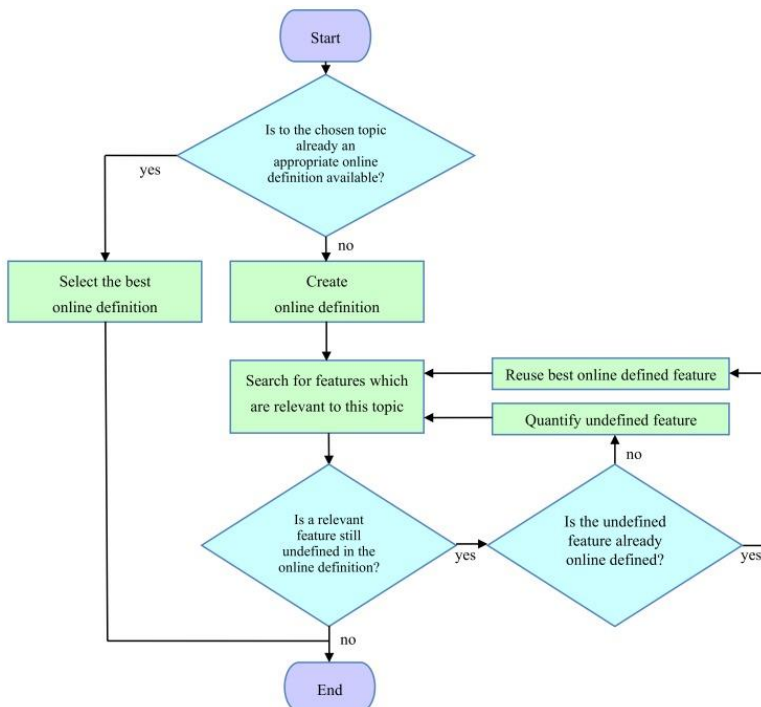 Start
Is to the chosen topic
already an
appropriate online
definition available?
yes
no
Select the best
online definition
Create
online definition
Search for features which
are relevant to this topic
Reuse best online defined feature
Quantify undefined feature
no
Is a relevant
feature still
undefined in the
online definition?
yes
Is the undefined
feature already
online defined?
yes
no
End